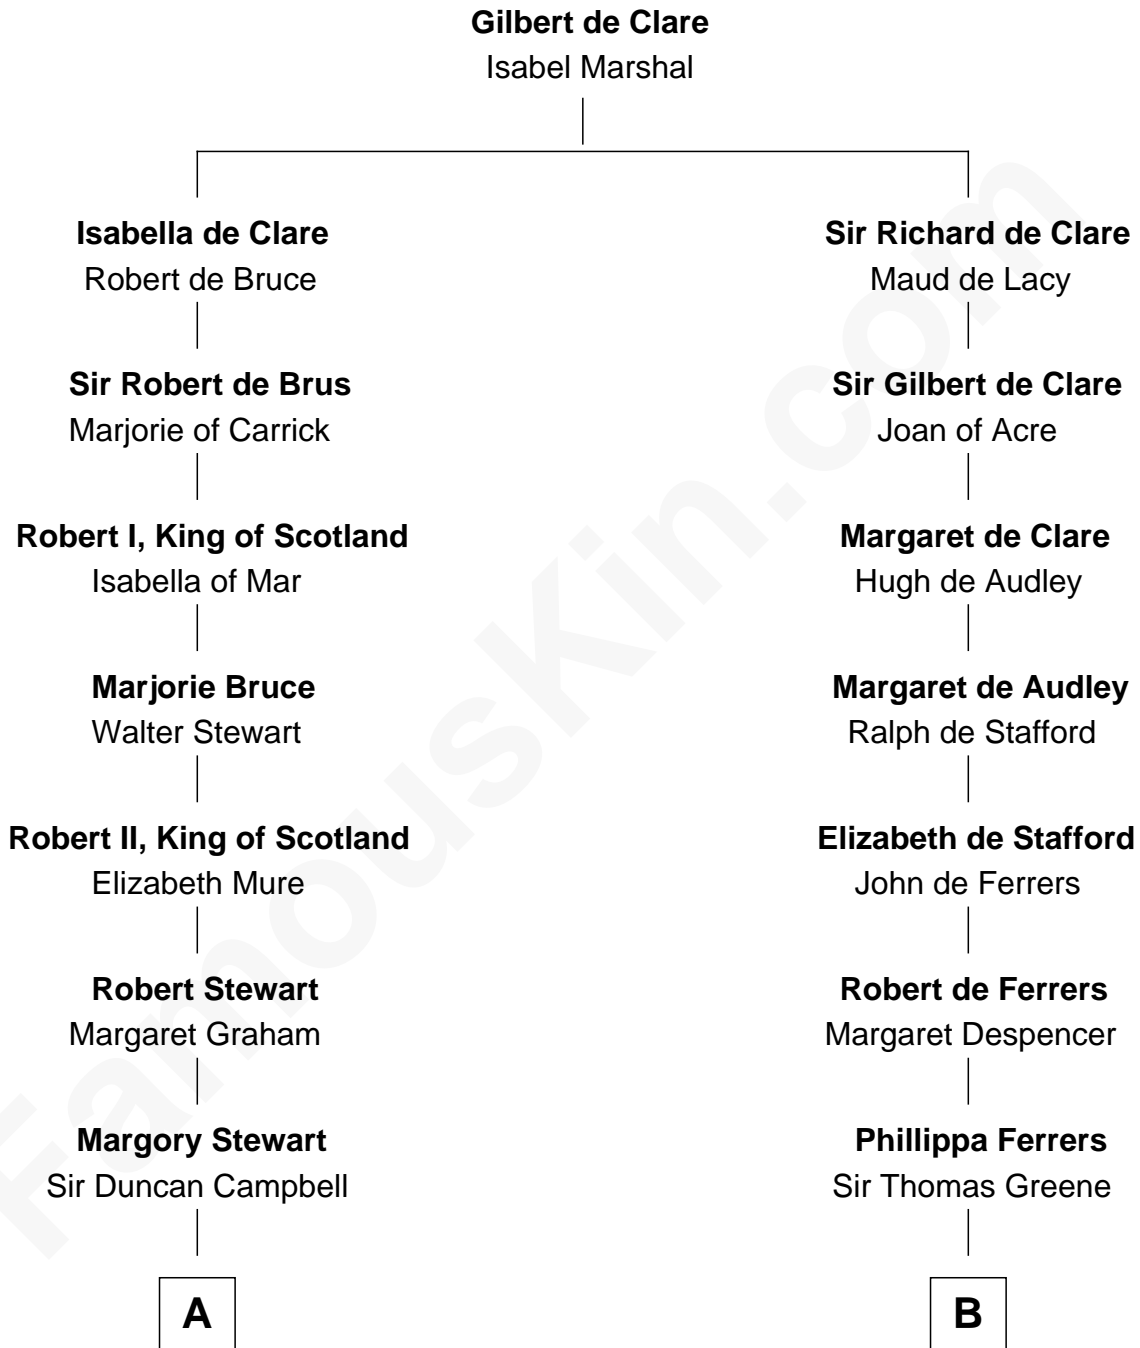 Gilbert de Clare
Isabel Marshal
Isabella de Clare
Robert de Bruce
Sir Robert de Brus
Marjorie of Carrick
Robert I, King of Scotland
Isabella of Mar
Marjorie Bruce
Walter Stewart
Robert II, King of Scotland
Elizabeth Mure
Robert Stewart
Margaret Graham
Margory Stewart
Sir Duncan Campbell
A
Sir Richard de Clare
Maud de Lacy
Sir Gilbert de Clare
Joan of Acre
Margaret de Clare
Hugh de Audley
Margaret de Audley
Ralph de Stafford
Elizabeth de Stafford
John de Ferrers
Robert de Ferrers
Margaret Despencer
Phillippa Ferrers
Sir Thomas Greene
B
FamousKin.com